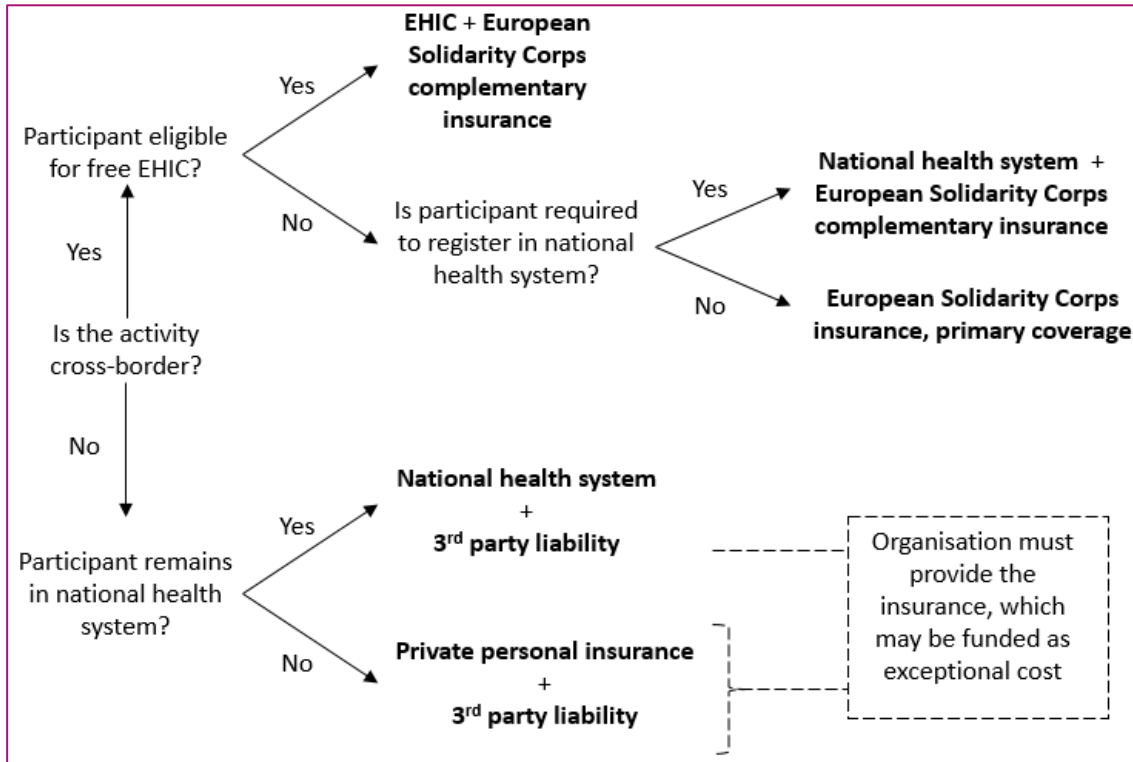 EHIC + European
Solidarity Corps
complementary
insurance
Yes
Participant eligible
for free EHIC?
No
Is participant required
to register in national
health system?
Yes
National health system +
European Solidarity Corps
complementary insurance
No
European Solidarity Corps
insurance, primary coverage
Yes
Is the activity
cross-border?
No
Participant remains
in national health
system?
Yes
National health system
+
3rd party liability
No
Private personal insurance
+
3rd party liability
Organisation must
provide the
insurance, which
may be funded as
exceptional cost